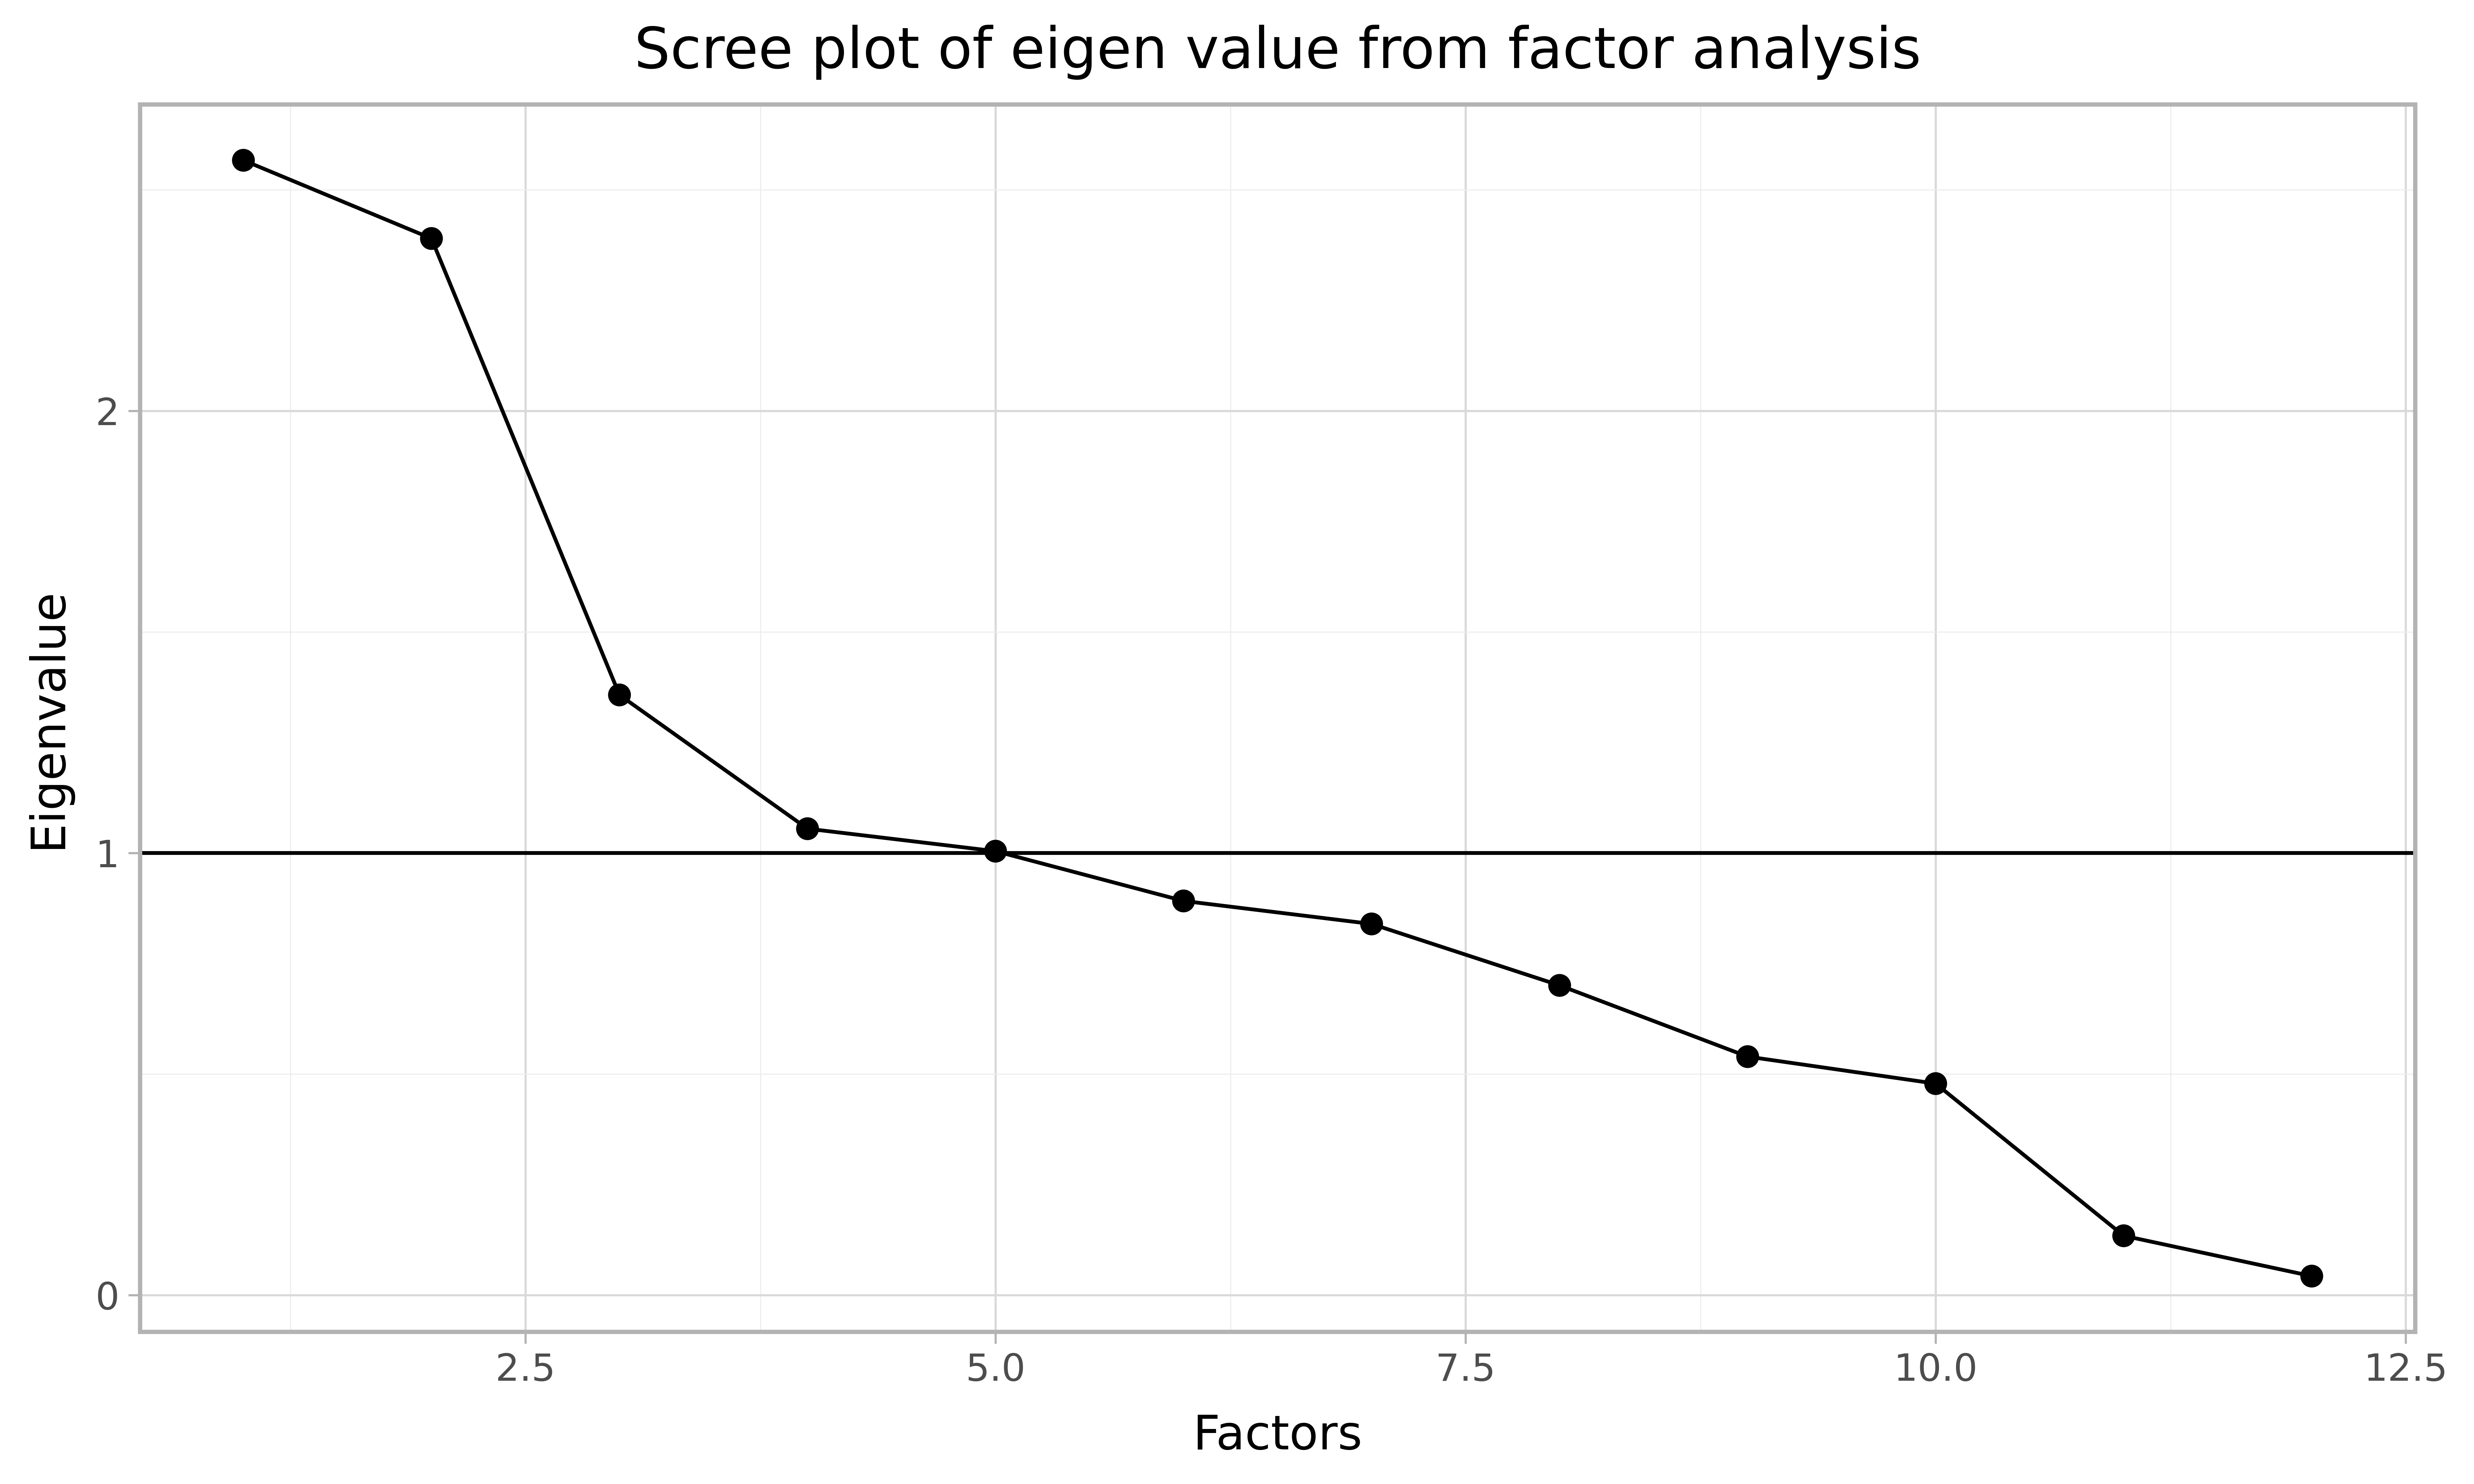 Scree plot of eigen value from factor analysis
Eigenvalue
2
1
0
2.5 5.0 7.5 10.0 12.5
Factors